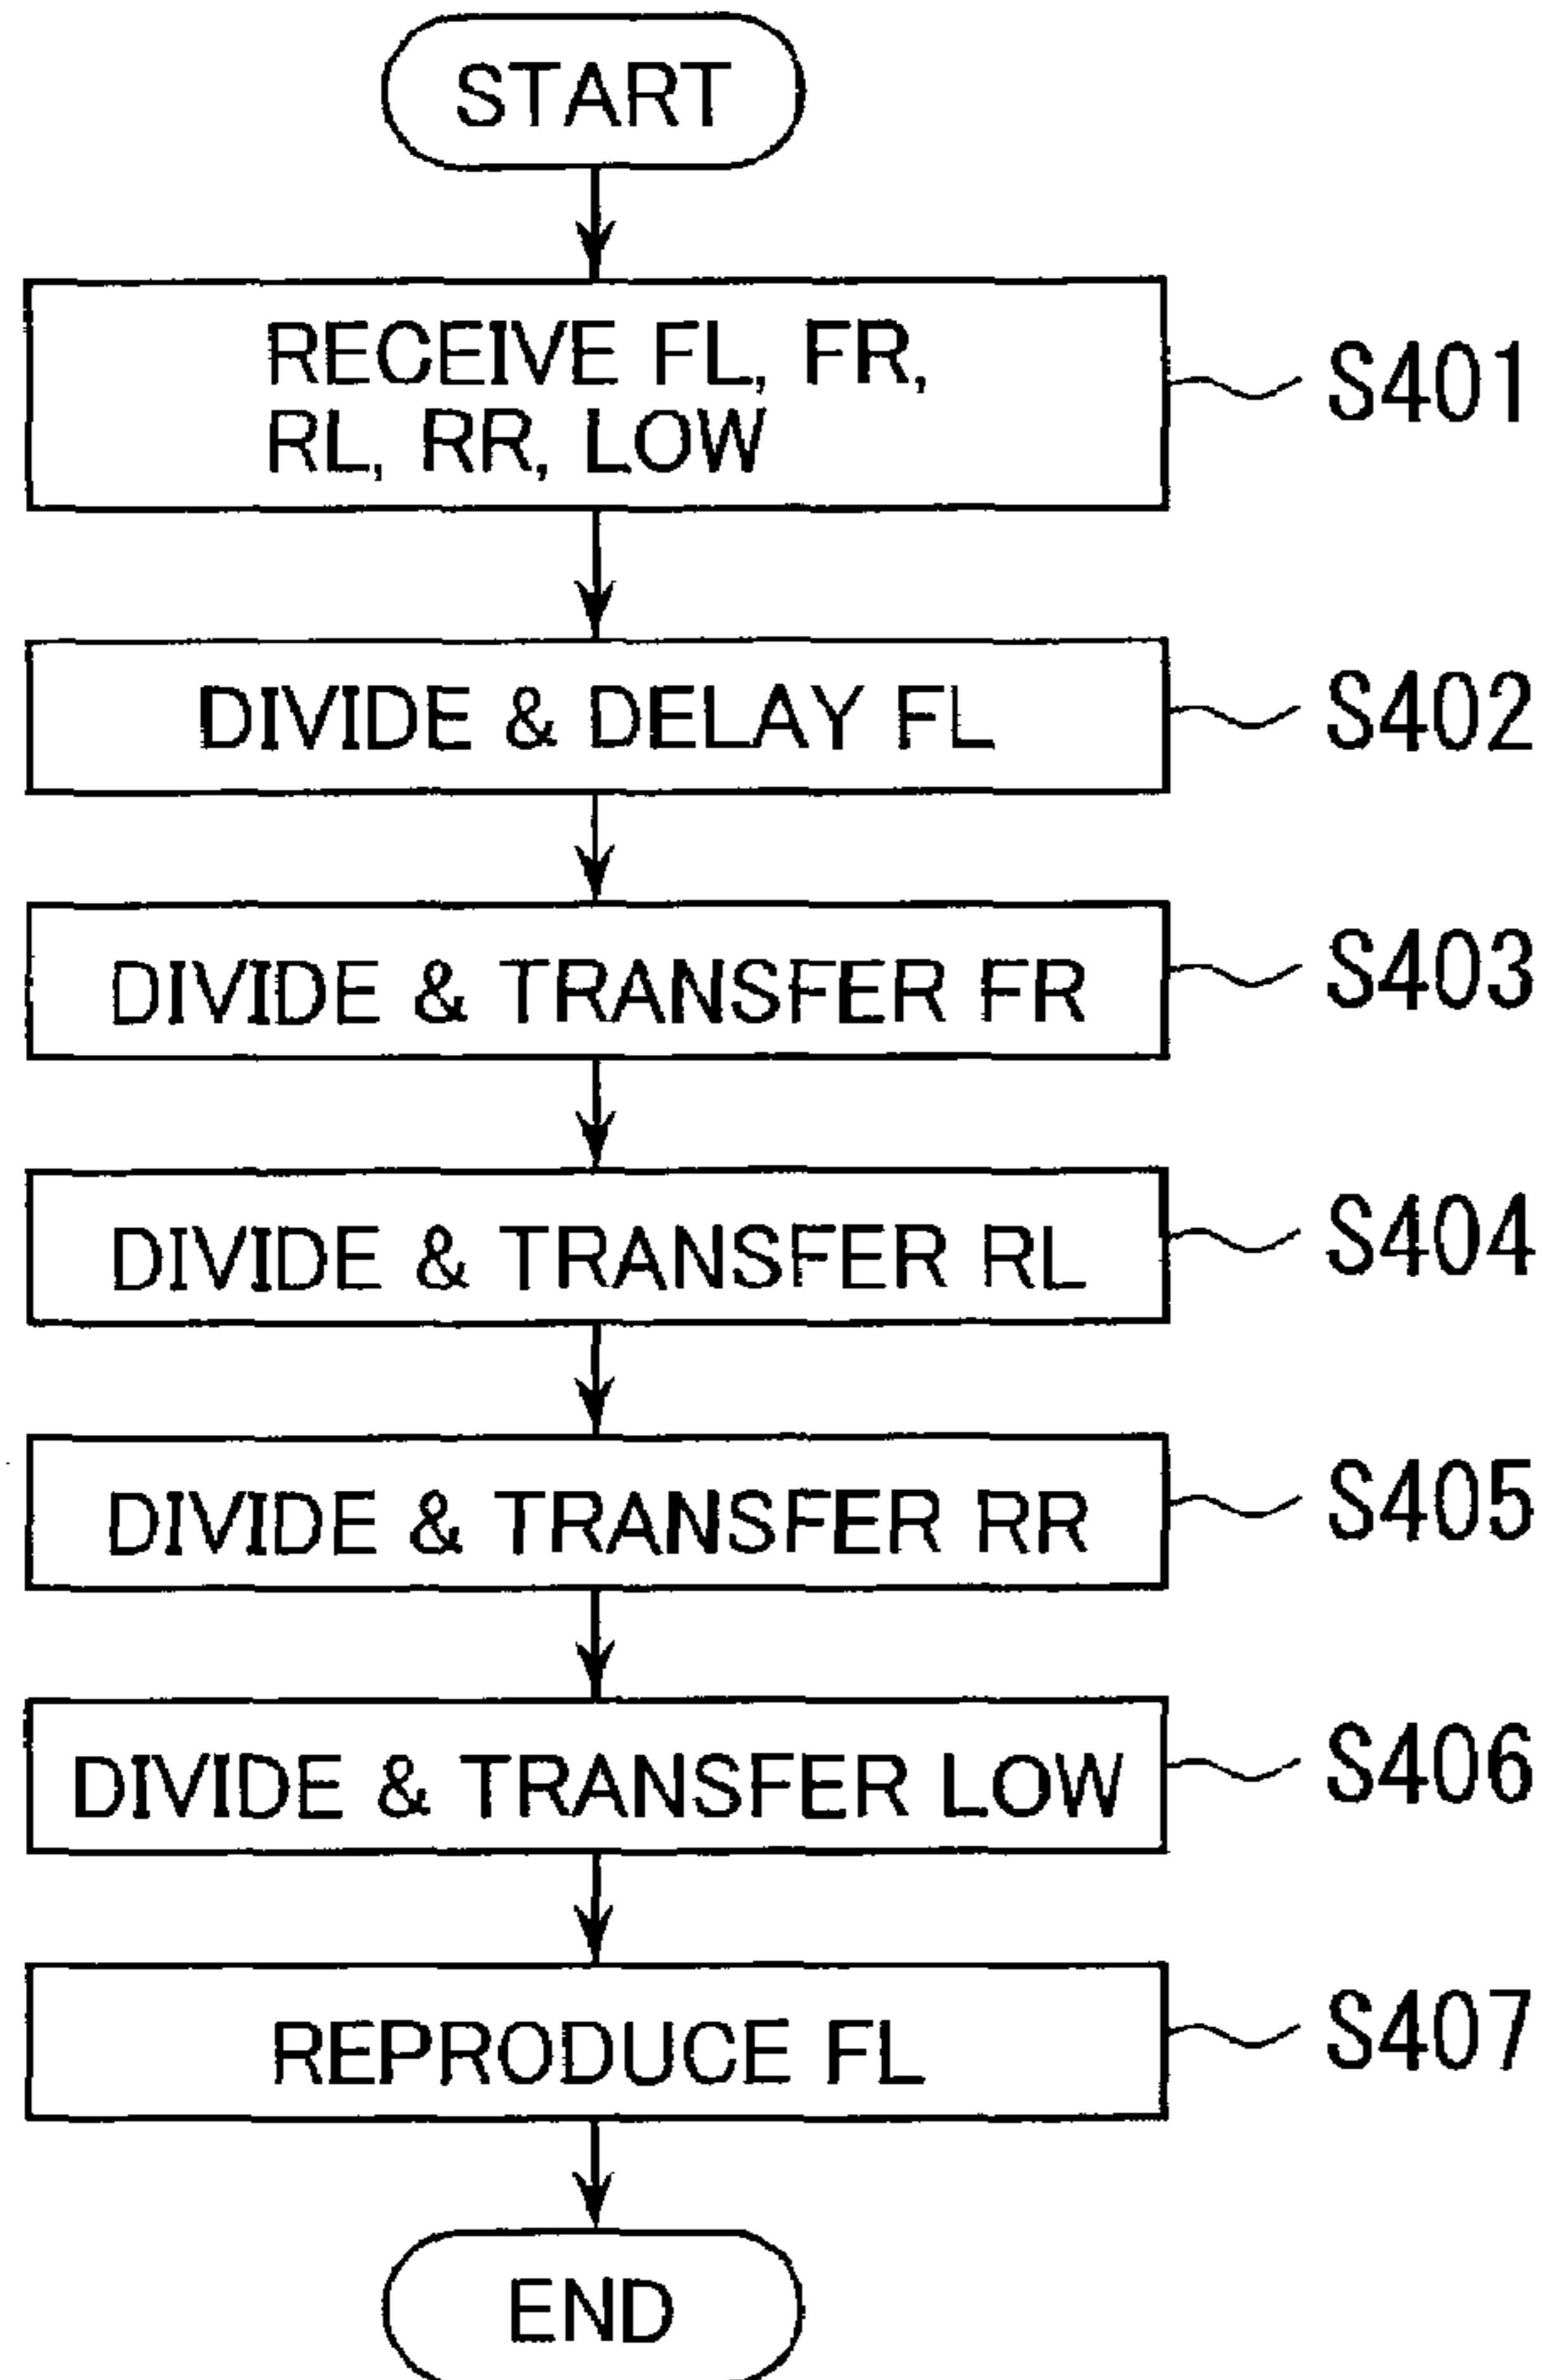 START
RECEIVE FL, FR,
RL, RR, LOW
S401
DIVIDE & DELAY FL
S402
DIVIDE & TRANSFER FR
S403
DIVIDE & TRANSFER RL
S404
DIVIDE & TRANSFER RR
S405
DIVIDE & TRANSFER LOW
S406
REPRODUCE FL
S407
END